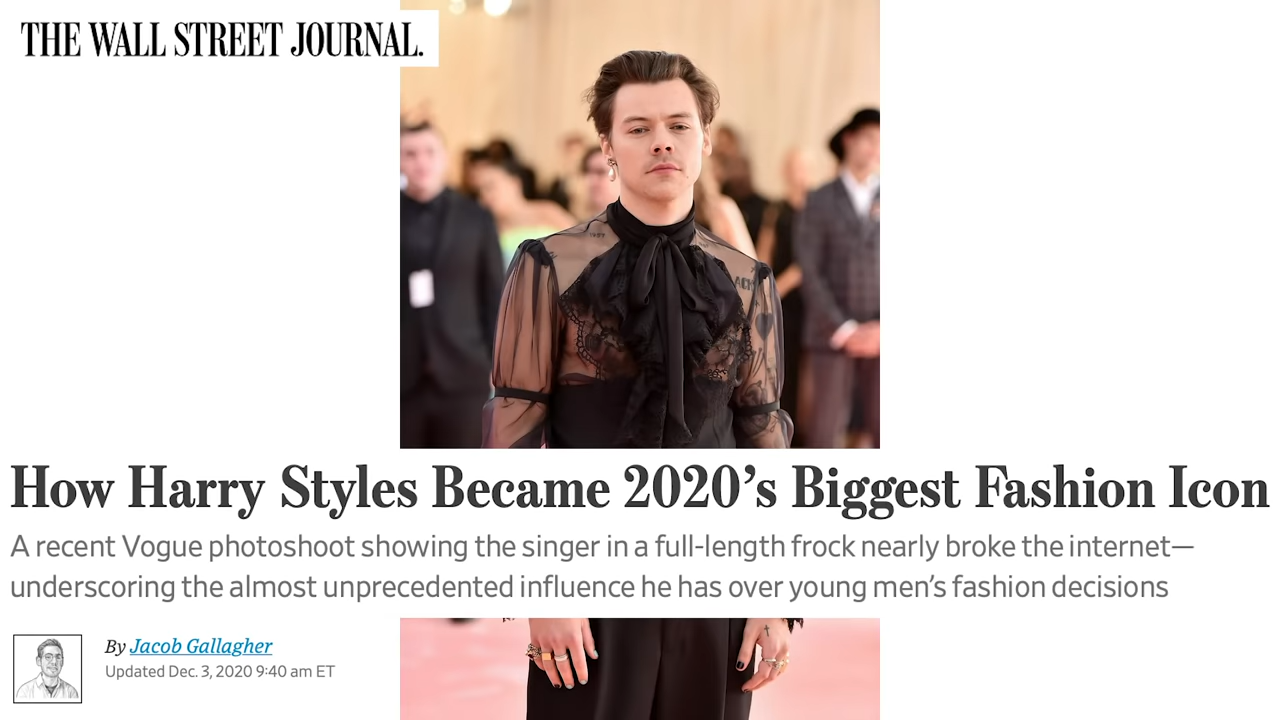 THE WALL STREET JOURNAL.
How Harry Styles Became 2020’s Biggest Fashion Icon
A recent Vogue photoshoot showing the singer in a full-length frock nearly broke the internet—
underscoring the almost unprecedented influence he has over young men’s fashion decisions
By Jacob Gallagher
Updated Dec. 3, 2020 9:40 am ET